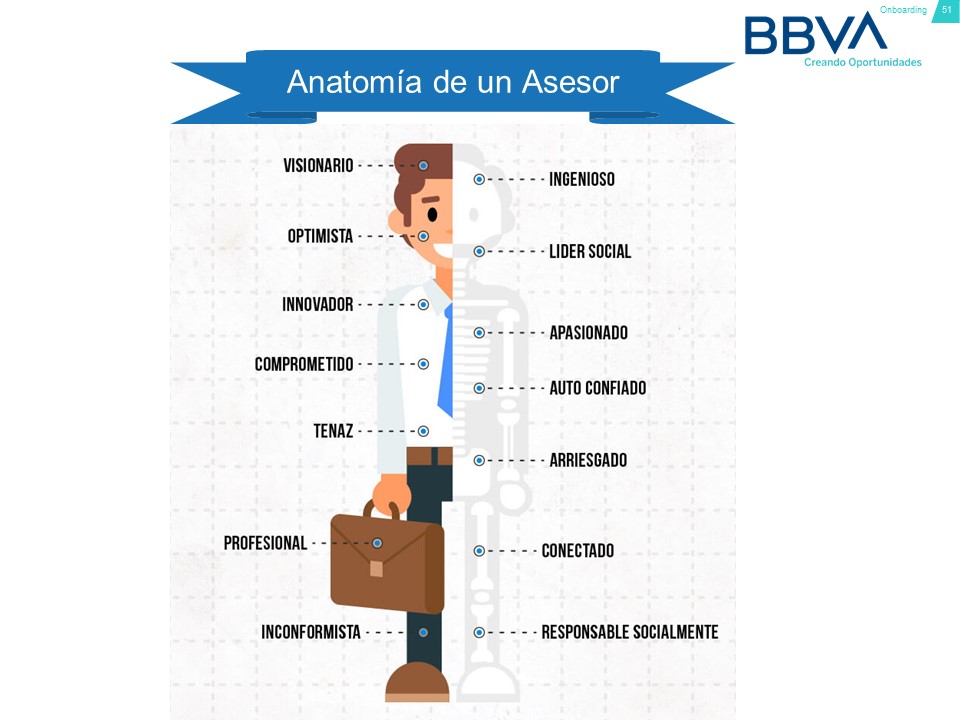 Onboarding 51
BBVA
Creando Oportunidades
Anatomía de un Asesor
VISIONARIO
INGENIOSO
OPTIMISTA
LIDER SOCIAL
INNOVADOR
APASIONADO
COMPROMETIDO
AUTO CONFIADO
TENAZ
ARRIESGADO
PROFESIONAL
CONECTADO
INCONFORMISTA
RESPONSABLE SOCIALMENTE